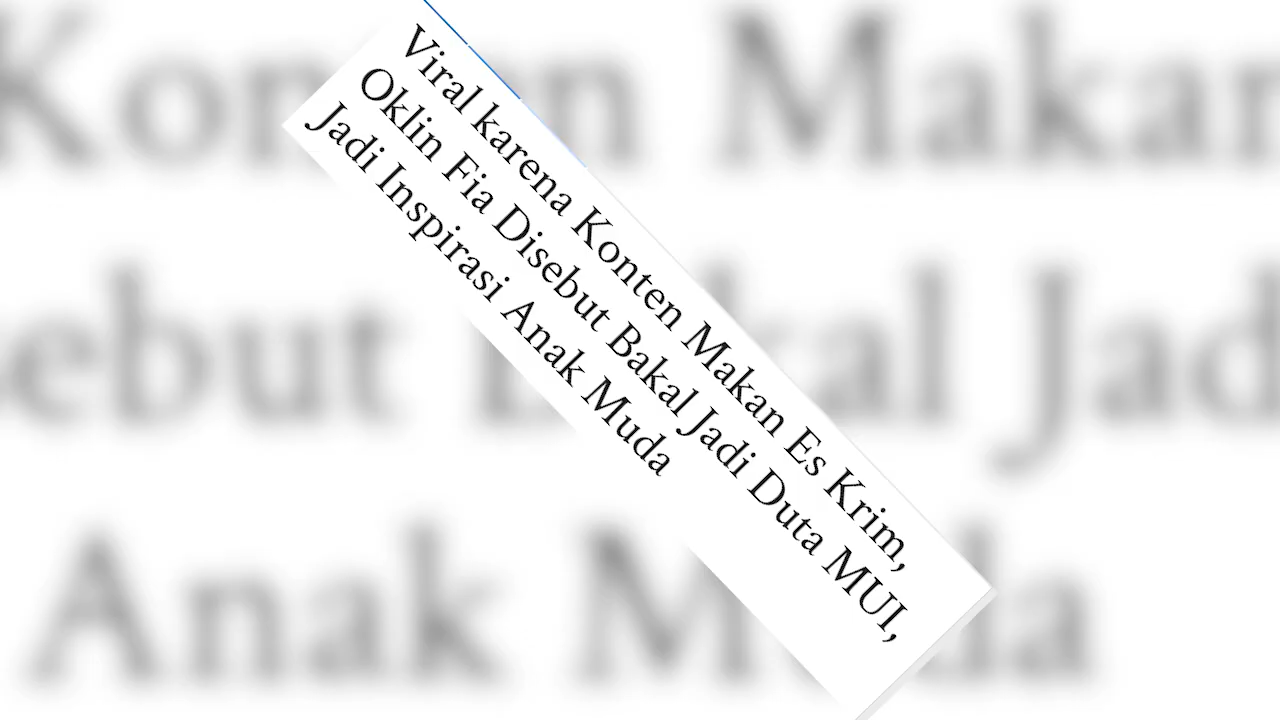 Viral karena Konten Makan Es Krim,
Oklin Fia Disebut Bakal Jadi Duta MUI,
Jadi Inspirasi Anak Muda